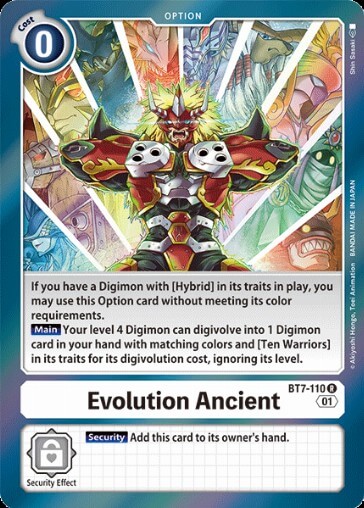 OPTION
Cost
0
Shin Sasaki
©Akiyoshi Hongo, Toei Animation BANDAI MADE IN JAPAN
If you have a Digimon with [Hybrid] in its traits in play, you
may use this Option card without meeting its color
requirements.
Main Your level 4 Digimon can digivolve into 1 Digimon
card in your hand with matching colors and [Ten Warriors]
in its traits for its digivolution cost, ignoring its level.
BT7-110 R
Evolution Ancient
01
Security Add this card to its owner's hand.
Security Effect